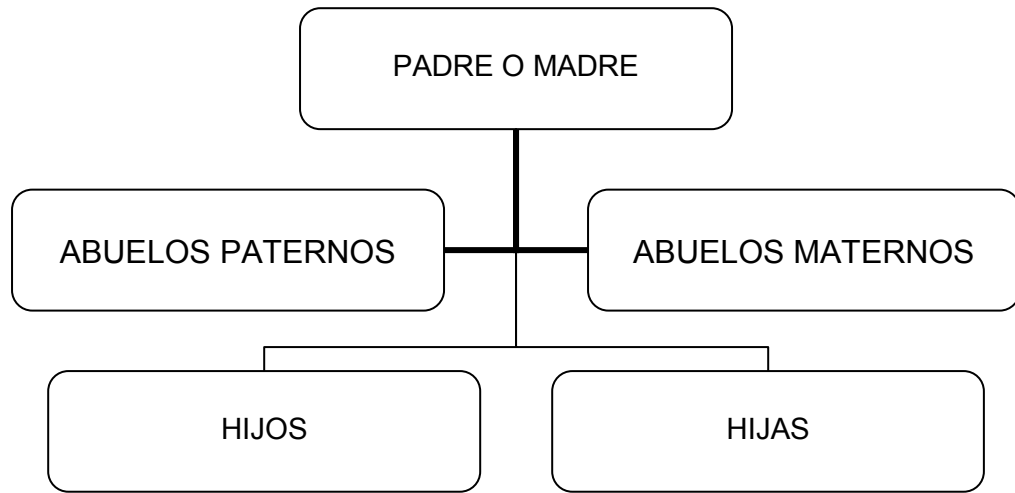 PADRE O MADRE
ABUELOS PATERNOS
ABUELOS MATERNOS
HIJOS
HIJAS